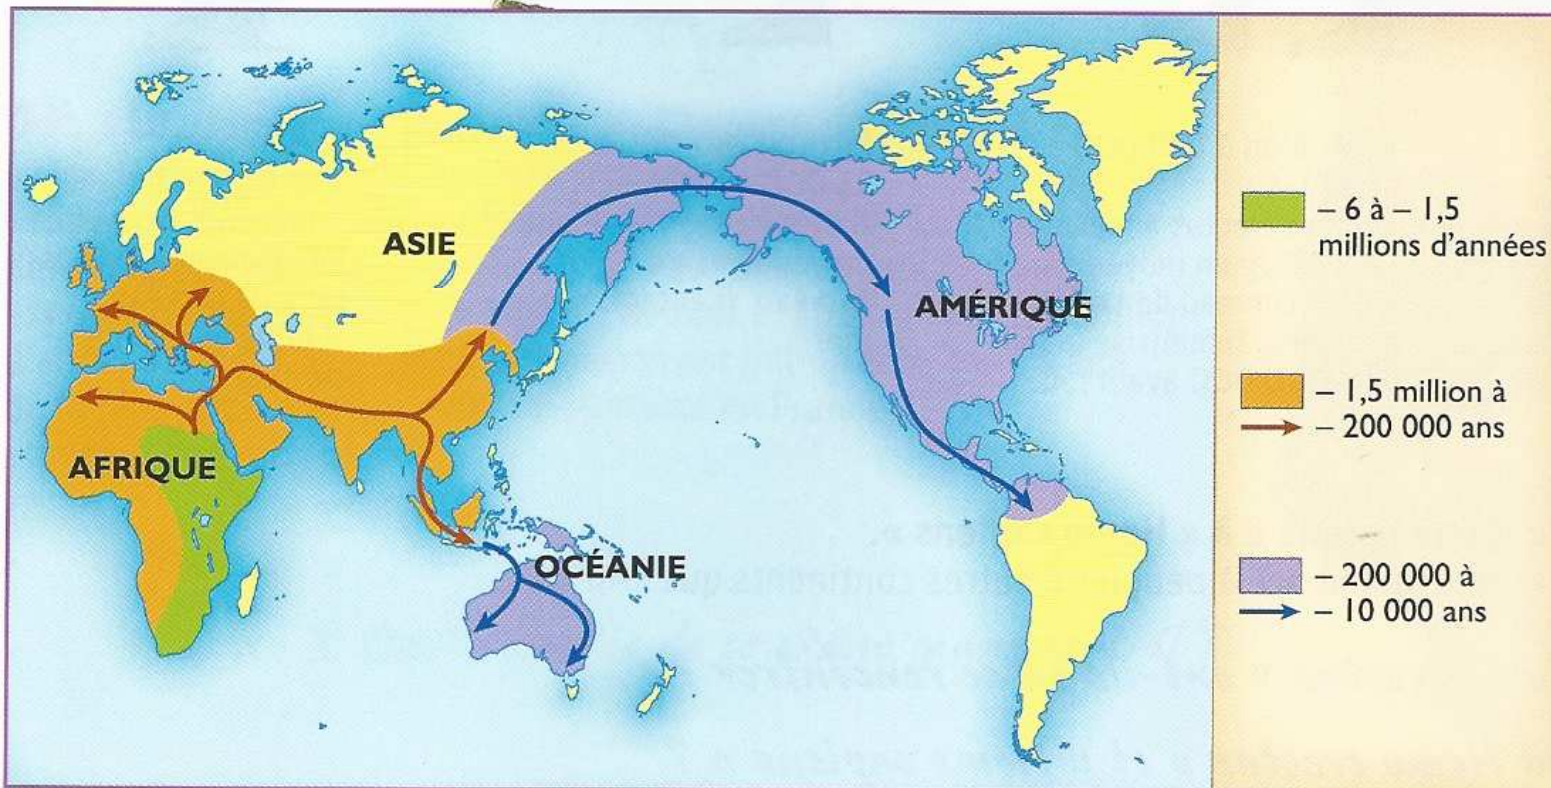 ASIE
AMÉRIQUE
AFRIQUE
OCÉANIE
– 6 à – 1,5
millions d'années
– 1,5 million à
– 200 000 ans
– 200 000 à
– 10 000 ans